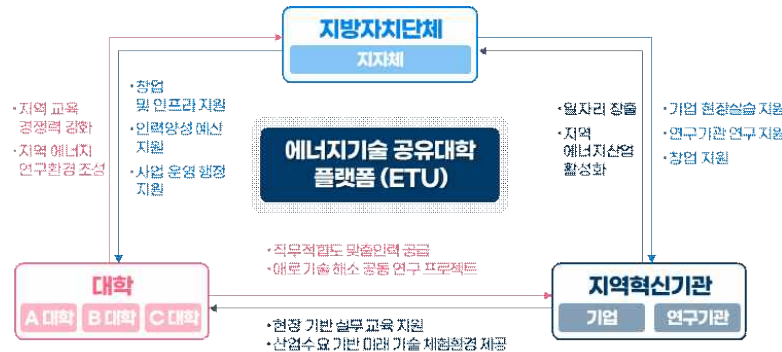 지방자치단체
지자체
·지역 교육
경쟁력 강화
·지역 에너지
연구환경 조성
·창업
및 인프라 지원
·인력양성 예산
지원
·사업 운영 행정
지원
에너지기술 공유대학
플랫폼 (ETU)
·일자리 창출
·지역
에너지산업
활성화
·기업 현장실습 지원
·연구기관 연구 지원
·창업 지원
·직무적합도 맞춤인력 공급
·애로 기술 해소 공동 연구 프로젝트
대학
A 대학 B 대학 C 대학
지역혁신기관
기업 연구기관
·현장 기반 실무 교육 지원
·산업수요 기반 미래 기술 체험환경 제공